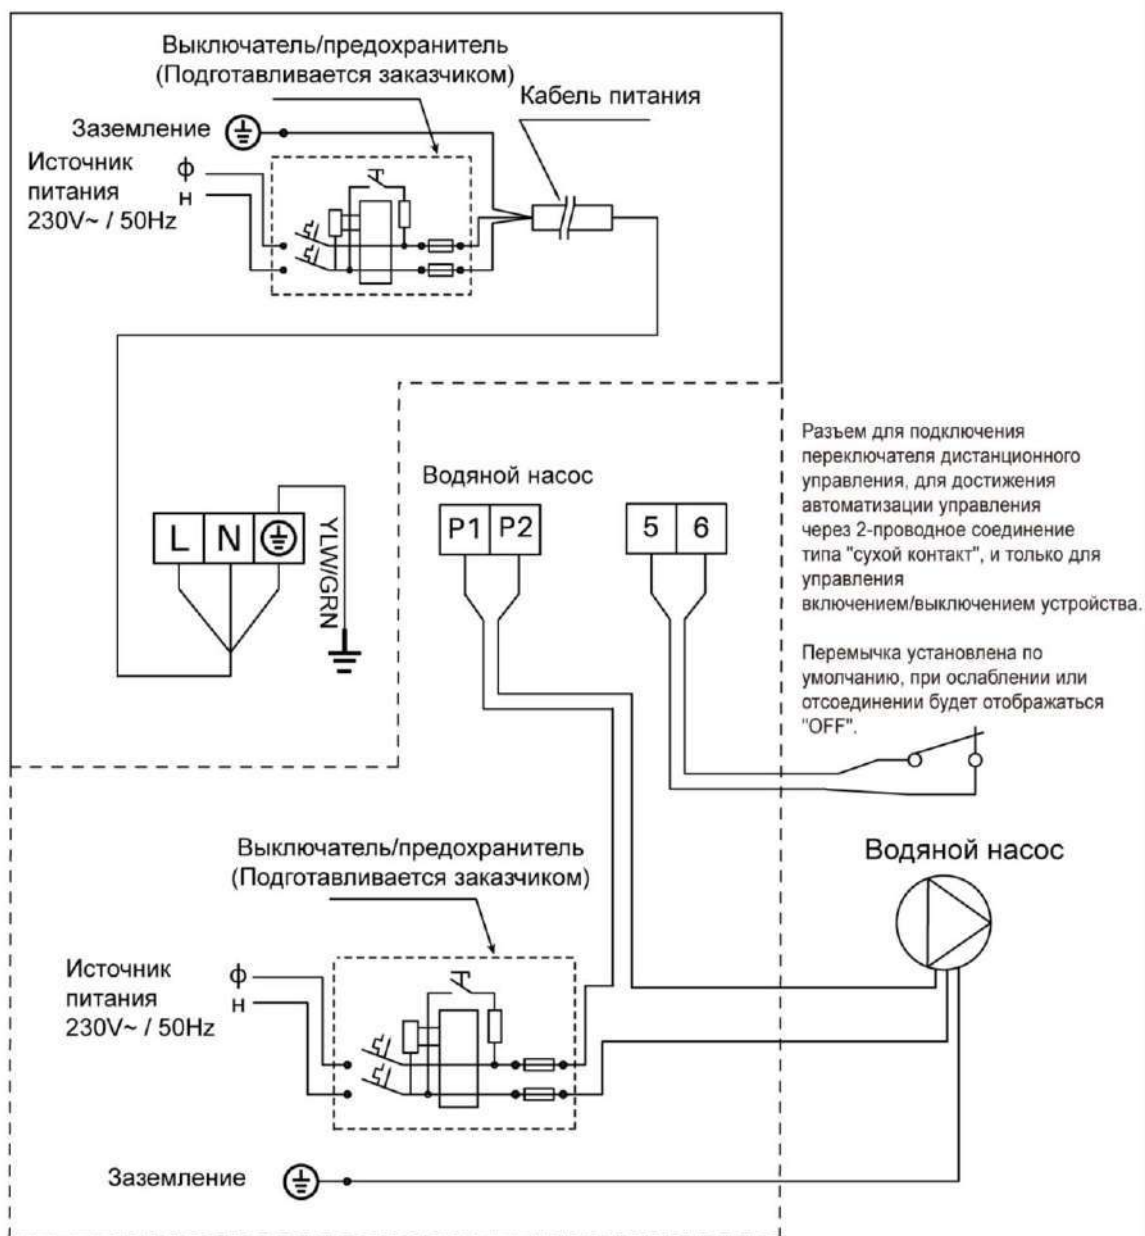 Выключатель/предохранитель
(Подготавливается заказчиком)
Кабель питания
Заземление
Источник
питания
230V~ / 50Hz
ф
н
Разъем для подключения
переключателя дистанционного
управления, для достижения
автоматизации управления
через 2-проводное соединение
типа "сухой контакт", и только для
управления
включением/выключением устройства.
Водяной насос
L N
YLW/GRN
P1 P2
5 6
Перемычка установлена по
умолчанию, при ослаблении или
отсоединении будет отображаться
"OFF".
Выключатель/предохранитель
(Подготавливается заказчиком)
Водяной насос
Источник
питания
230V~ / 50Hz
ф
н
Заземление